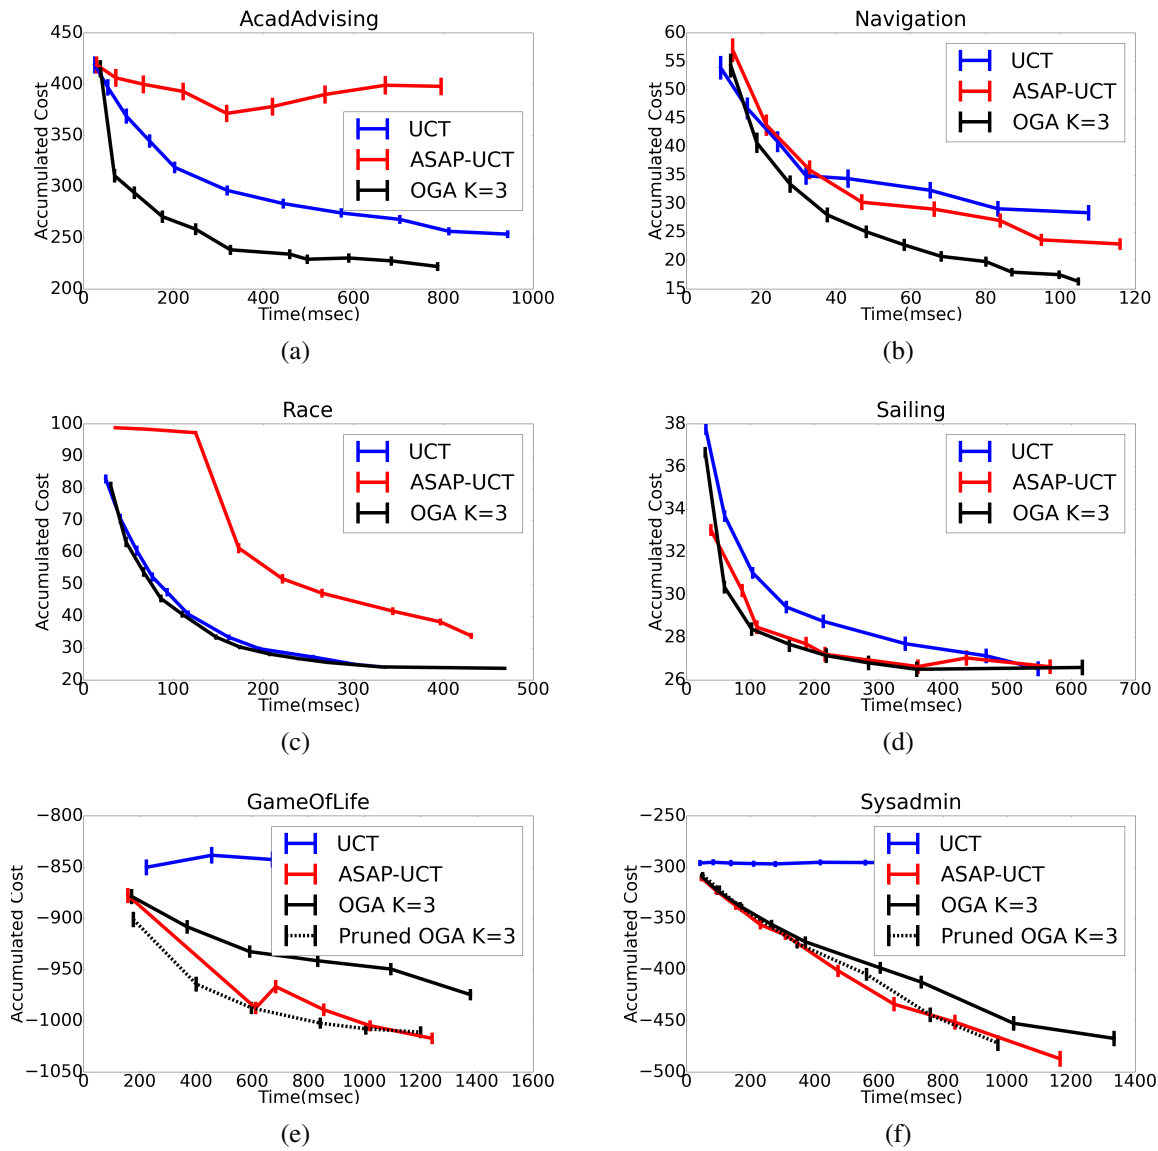 AcadAdvising
450
400
350
300
250
200
Accumulated Cost
UCT
ASAP-UCT
OGA K=3
0 200 400 600 800 1000
Time(msec)
(a)
Navigation
60
55
50
45
40
35
30
25
20
15
Accumulated Cost
UCT
ASAP-UCT
OGA K=3
20 40 60 80 100 120
Time(msec)
(b)
Race
100
90
80
70
60
50
40
30
20
Accumulated Cost
UCT
ASAP-UCT
OGA K=3
0 100 200 300 400 500
Time(msec)
(c)
Sailing
38
36
34
32
30
28
26
Accumulated Cost
UCT
ASAP-UCT
OGA K=3
0 100 200 300 400 500 600 700
Time(msec)
(d)
GameOfLife
−800
−850
−900
−950
−1000
−1050
Accumulated Cost
UCT
ASAP-UCT
OGA K=3
Pruned OGA K=3
0 200 400 600 800 1000 1200 1400 1600
Time(msec)
(e)
Sysadmin
−250
−300
−350
−400
−450
−500
Accumulated Cost
UCT
ASAP-UCT
OGA K=3
Pruned OGA K=3
0 200 400 600 800 1000 1200 1400
Time(msec)
(f)